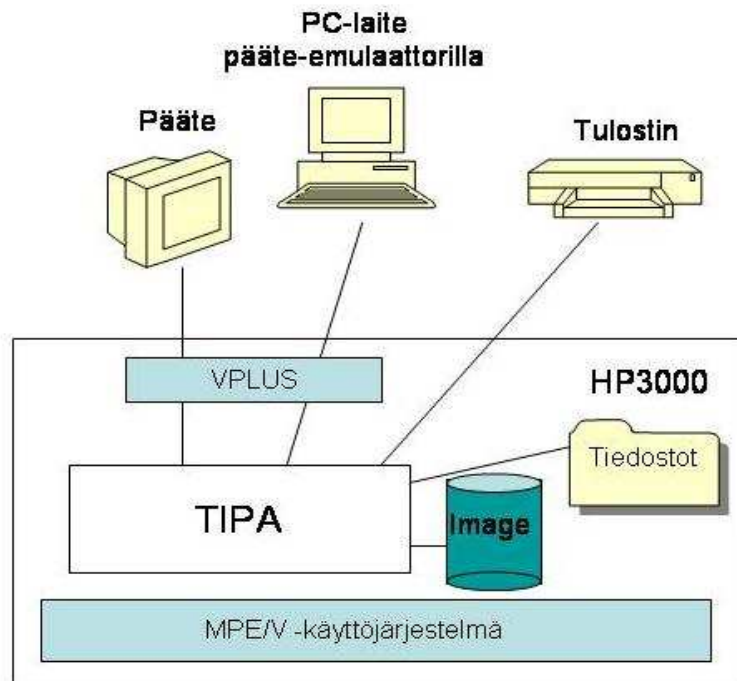 PC-laite
pääte-emulaattorilla
Pääte
Tulostin
VPLUS
HP3000
Tiedostot
TIPA
Image
MPE/V -käyttöjärjestelmä